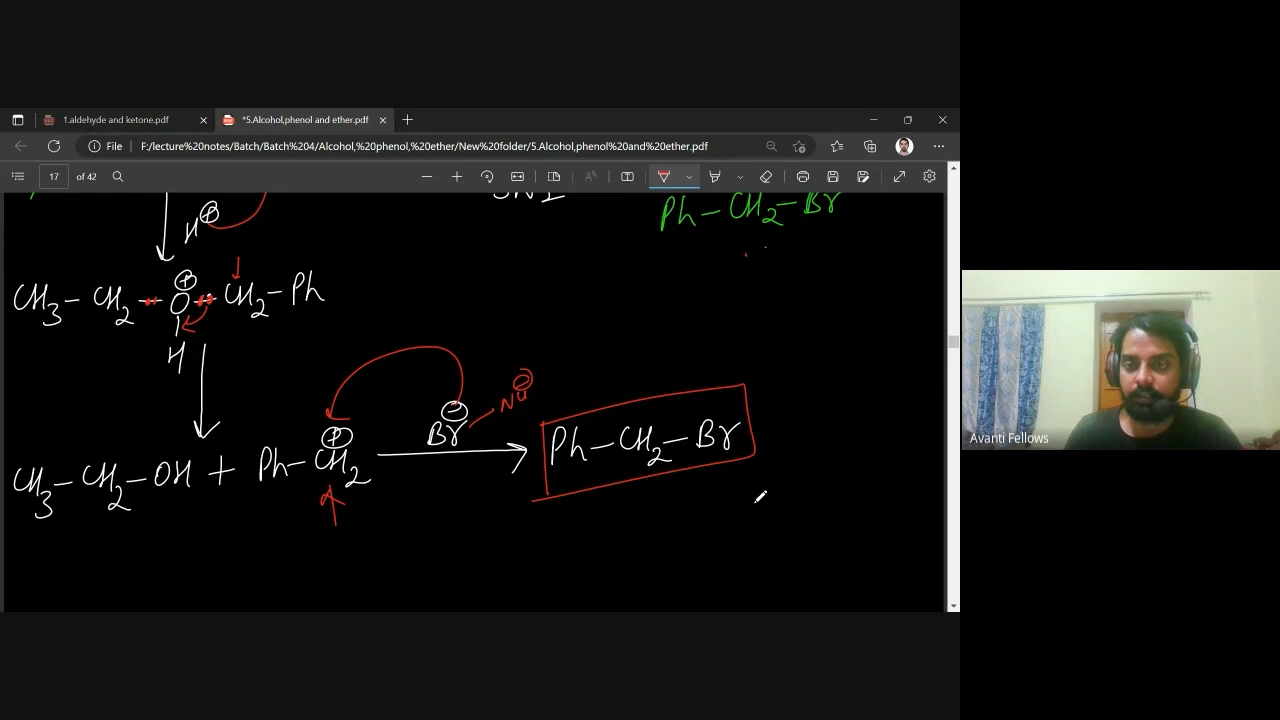 1.aldehyde and ketone.pdf
*5.Alcohol,phenol and ether.pdf
File
F:/lecture%20notes/Batch/Batch%204/Alcohol,%20phenol,%20ether/New%20folder/5.Alcohol,phenol%20and%20ether.pdf
17 of 42
SN1
Ph-CH2-Br
H⊕
CH3-CH2-O⊕-CH2-Ph
H
Nu⊖
Br⊖
CH3-CH2-OH + Ph-CH2⊕ → Ph-CH2-Br
Avanti Fellows